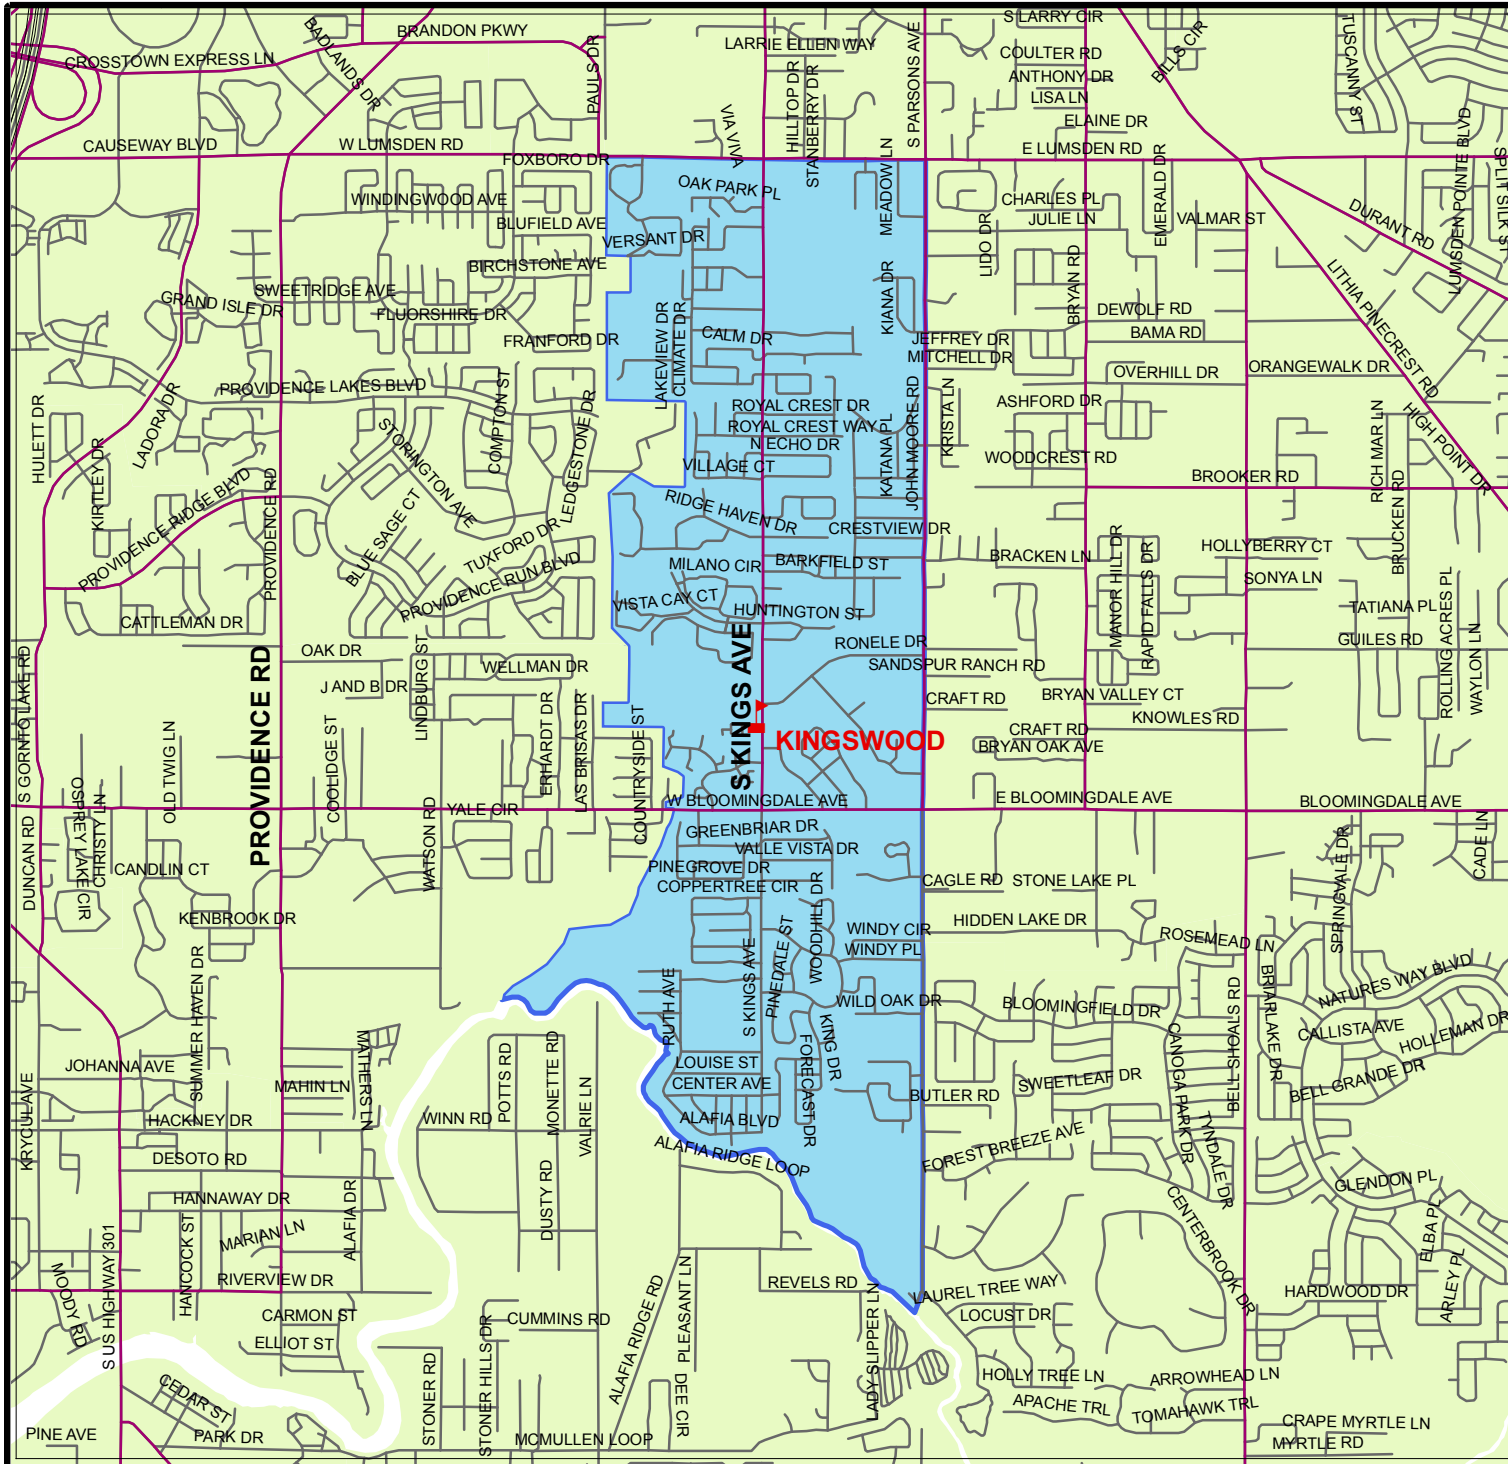 S LARRY CIR
BRANDON PKWY
BADLANDS DR
LARRIE ELLEN WAY
COULTER RD
BILLS CIR
TUSCANNY ST
CROSSTOWN EXPRESS LN
PAULS DR
HILLTOP DR
STANBERRY DR
S PARSONS AVE
ANTHONY DR
LISA LN
ELAINE DR
VIA VIVA
CAUSEWAY BLVD
W LUMSDEN RD
FOXBORO DR
MEADOW LN
E LUMSDEN RD
EMERALD DR
LUMSDEN POINTE BLVD
SPLIT SILK ST
OAK PARK PL
WINDINGWOOD AVE
CHARLES PL
JULIE LN
VALMAR ST
DURANT RD
BLUFIELD AVE
VERSANT DR
LIDO DR
BRYAN RD
BIRCHSTONE AVE
SWEETRIDGE AVE
GRAND ISLE DR
FLUORSHIRE DR
KIANA DR
LITHIA PINECREST RD
DEWOLF RD
BAMA RD
FRANFORD DR
LAKEVIEW DR
CLIMATE DR
CALM DR
JEFFREY DR
MITCHELL DR
OVERHILL DR
ORANGEWALK DR
PROVIDENCE LAKES BLVD
HULETT DR
LADORA DR
KIRTLEY DR
COMPTON ST
LEDGESTONE DR
STORINGTON AVE
ROYAL CREST DR
ROYAL CREST WAY
N ECHO DR
VILLAGE CT
KATANA PL
JOHN MOORE RD
KRISTA LN
ASHFORD DR
WOODCREST RD
BROOKER RD
RICH MAR LN
HIGH POINT DR
BRUCKEN RD
PROVIDENCE RIDGE BLVD
PROVIDENCE RD
BLUE SAGE CT
TUXFORD DR
PROVIDENCE RUN BLVD
RIDGE HAVEN DR
CRESTVIEW DR
MILANO CIR
BARKFIELD ST
BRACKEN LN
MANOR HILL DR
RAPID FALLS DR
HOLLYBERRY CT
SONYA LN
TATIANA PL
GUILES RD
ROLLING ACRES PL
WAYLON LN
CATTLEMAN DR
VISTA CAY CT
HUNTINGTON ST
RONELE DR
SANDSPUR RANCH RD
S GORNTO LAKE RD
PROVIDENCE RD
OAK DR
J AND B DR
LINDBURG ST
WELLMAN DR
ERHARDT DR
LAS BRISAS DR
COUNTRYSIDE ST
S KINGS AVE
KINGSWOOD
CRAFT RD
BRYAN VALLEY CT
CRAFT RD
KNOWLES RD
BRYAN OAK AVE
OLD TWIG LN
COOLIDGE ST
OSPREY LAKE CIR
CHRISTY LN
DUNCAN RD
WATSON RD
YALE CIR
W BLOOMINGDALE AVE
E BLOOMINGDALE AVE
BLOOMINGDALE AVE
CADE LN
GREENBRIAR DR
VALLE VISTA DR
PINEGROVE DR
COPPERTREE CIR
CANDLIN CT
KENBROOK DR
CAGLE RD
STONE LAKE PL
SPRINGVALE DR
HIDDEN LAKE DR
ROSEMEAD LN
WINDY CIR
WINDY PL
WOODHILL DR
PINEDALE ST
S KINGS AVE
RUTH AVE
SUMMER HAVEN DR
WILD OAK DR
BLOOMINGFIELD DR
BRIARLAKE DR
BELL SHOALS RD
NATURES WAY BLVD
CALLISTA AVE
HOLLEMAN DR
BELL GRANDE DR
JOHANNA AVE
KRYCUL AVE
MATHERS LN
MAHIN LN
HACKNEY DR
DESOTO RD
HANNAWAY DR
POTTS RD
MONETTE RD
VALRIE LN
WINN RD
DUSTY RD
LOUISE ST
CENTER AVE
ALAFIA BLVD
FORECAST DR
KING DR
ALAFIA RIDGE LOOP
BUTLER RD
SWEETLEAF DR
CANOGA PARK DR
TYNDALE DR
FOREST BREEZE AVE
CENTERBROOK DR
GLENDON PL
ELBA PL
ARLEY PL
HARDWOOD DR
HANCOCK ST
MARIAN LN
ALAFIA DR
RIVERVIEW DR
S US HIGHWAY 301
MOODY RD
CARMON ST
ELLIOT ST
CEDAR ST
PARK DR
PINE AVE
STONER RD
STONER HILLS DR
CUMMINS RD
ALAFIA RIDGE RD
PLEASANT LN
DEE CIR
MCMULLEN LOOP
REVELS RD
LADY SLIPPER LN
LAUREL TREE WAY
LOCUST DR
HOLLY TREE LN
APACHE TRL
ARROWHEAD LN
TOMAHAWK TRL
CRAPE MYRTLE LN
MYRTLE RD